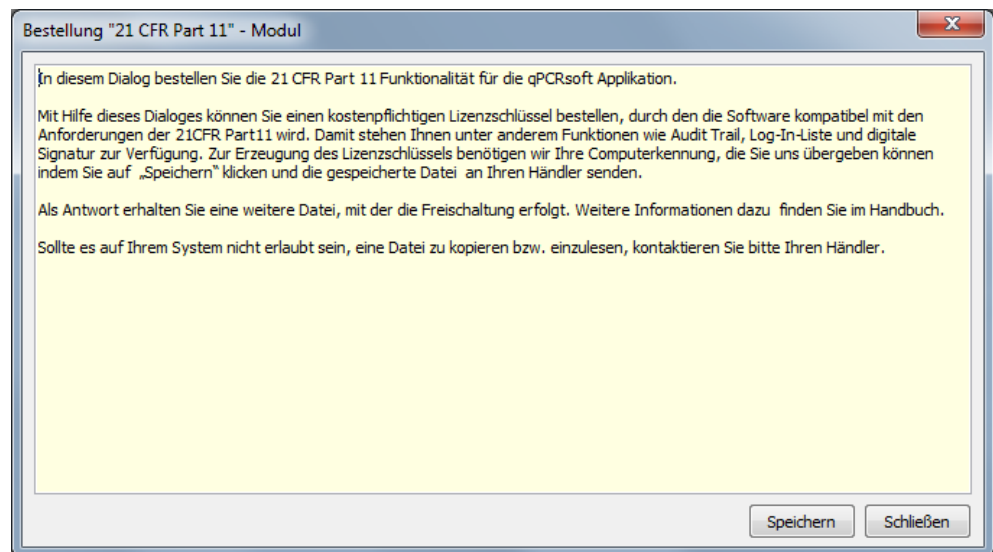 Bestellung "21 CFR Part 11" - Modul
In diesem Dialog bestellen Sie die 21 CFR Part 11 Funktionalität für die qPCRsoft Applikation.
Mit Hilfe dieses Dialoges können Sie einen kostenpflichtigen Lizenzschlüssel bestellen, durch den die Software kompatibel mit den
Anforderungen der 21CFR Part11 wird. Damit stehen Ihnen unter anderem Funktionen wie Audit Trail, Log-In-Liste und digitale
Signatur zur Verfügung. Zur Erzeugung des Lizenzschlüssels benötigen wir Ihre Computerkennung, die Sie uns übergeben können
indem Sie auf „Speichern“ klicken und die gespeicherte Datei an Ihren Händler senden.
Als Antwort erhalten Sie eine weitere Datei, mit der die Freischaltung erfolgt. Weitere Informationen dazu finden Sie im Handbuch.
Sollte es auf Ihrem System nicht erlaubt sein, eine Datei zu kopieren bzw. einzulesen, kontaktieren Sie bitte Ihren Händler.
Speichern Schließen